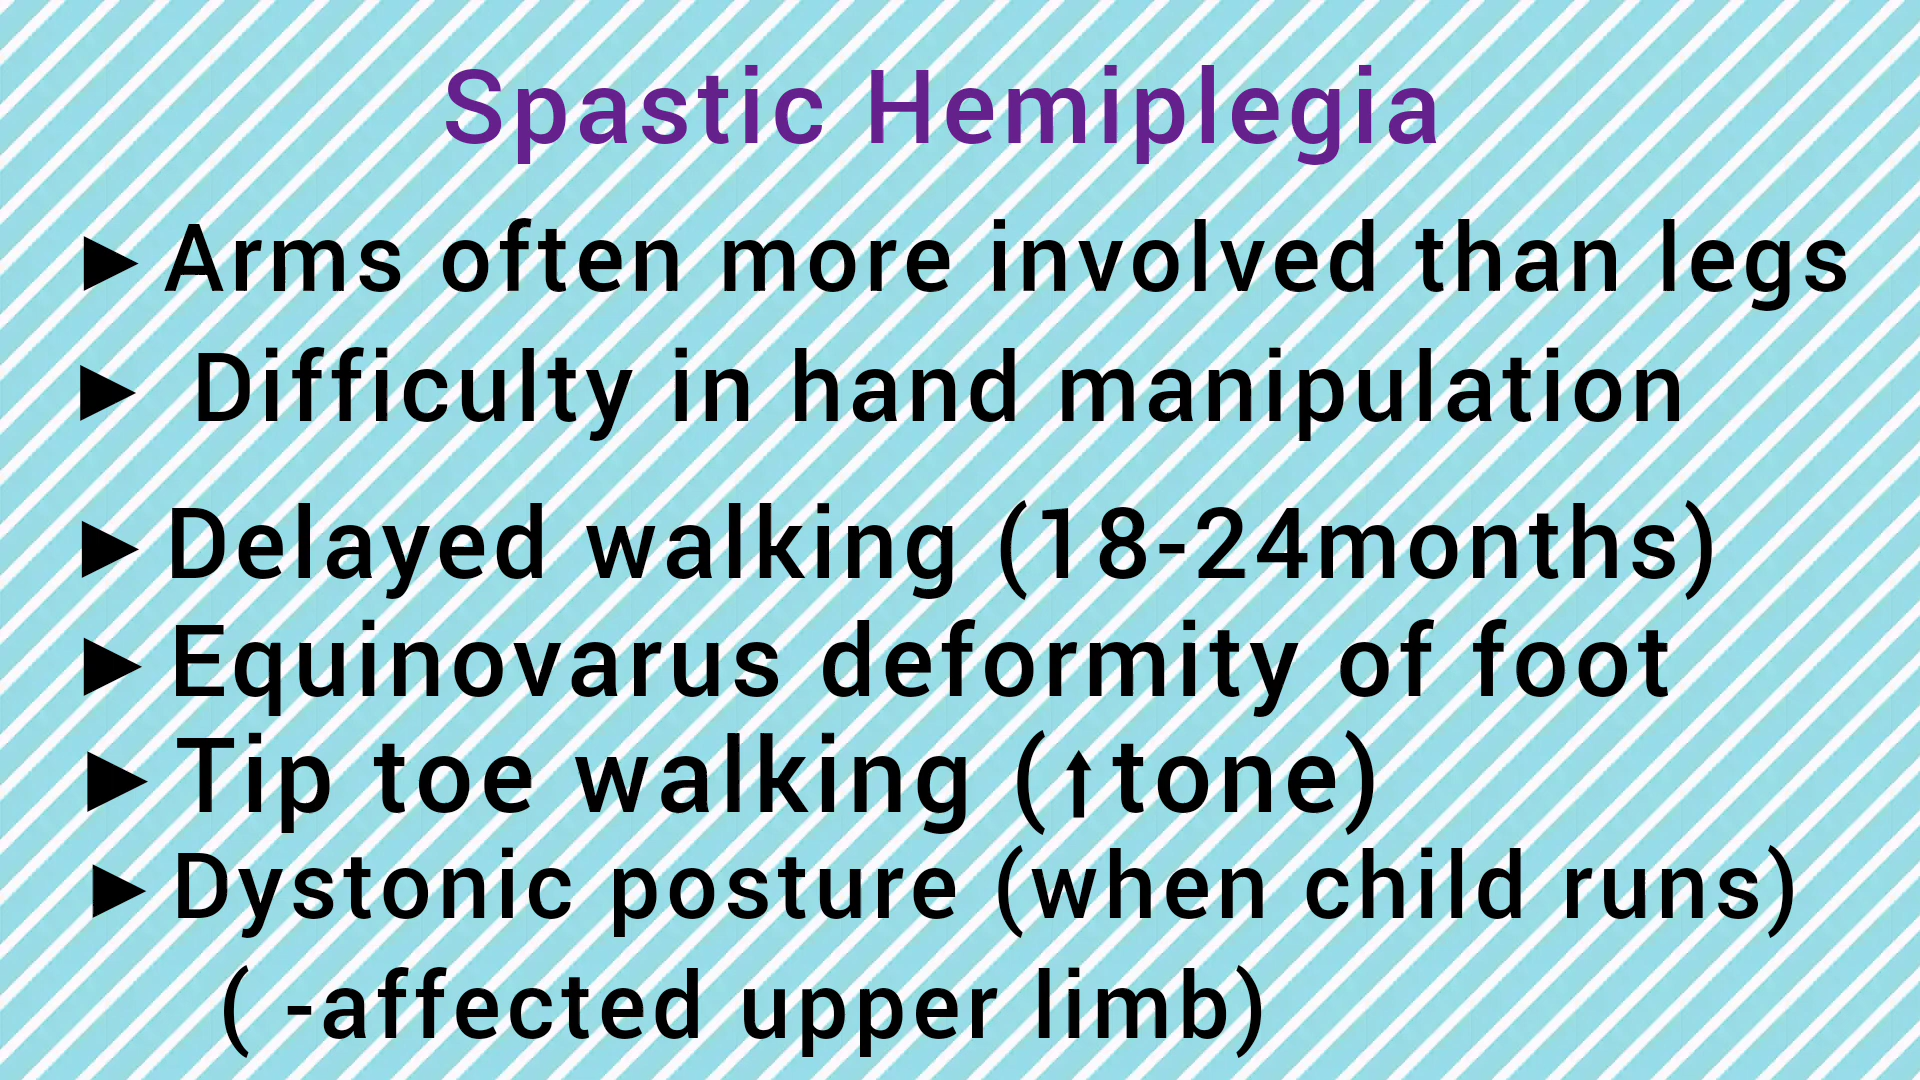 Spastic Hemiplegia
► Arms often more involved than legs
► Difficulty in hand manipulation
► Delayed walking (18-24months)
► Equinovarus deformity of foot
► Tip toe walking (↑tone)
► Dystonic posture (when child runs)
( -affected upper limb)